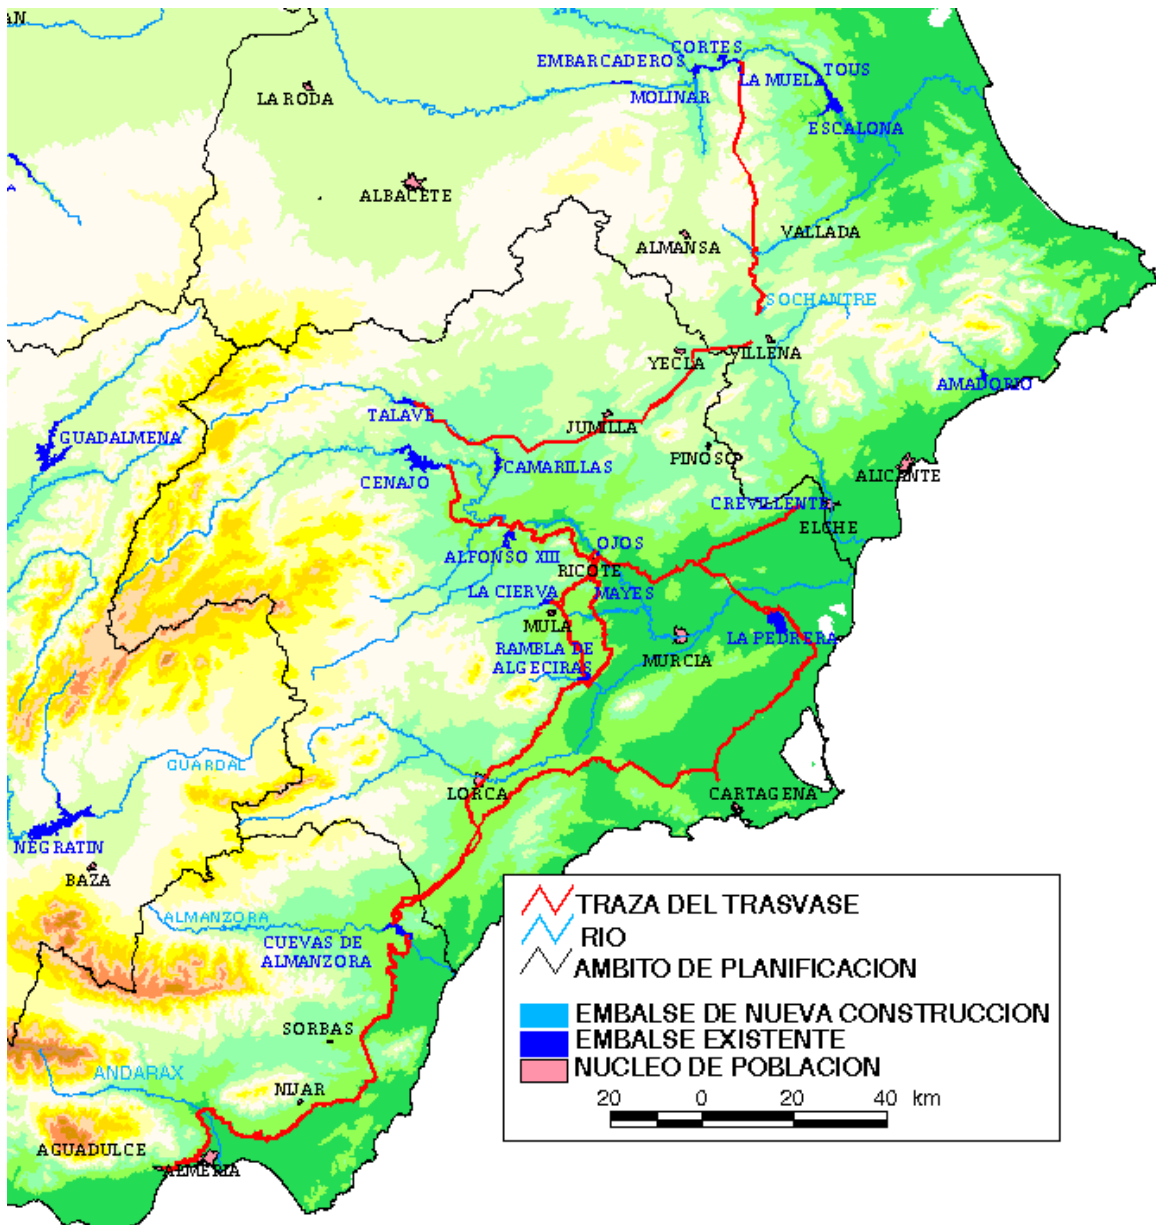 AN
CORTES
EMBARCADEROS
LA MUELA
TOUS
LA RODA
MOLINAR
ESCALONA
ALBACETE
VALLADA
ALMANSA
SOCHANTRE
YECLA
VILLENA
AMADORIO
TALAVE
JUMILLA
GUADALMENA
PINOSO
CAMARILLAS
CENAJO
ALICANTE
CREVILLENTE
ELCHE
OJOS
ALFONSO XIII
RICOTE
LA CIERVA
MAYES
MULA
LA PEDRERA
RAMBLA DE
ALGECIRAS
MURCIA
GUARDAL
LORCA
CARTAGENA
NEGRATIN
BAZA
ALMANZORA
CUEVAS DE
ALMANZORA
SORBAS
ANDARAX
NIJAR
AGUADULCE
ALMERIA
TRAZA DEL TRASVASE
RIO
AMBITO DE PLANIFICACION
EMBALSE DE NUEVA CONSTRUCCION
EMBALSE EXISTENTE
NUCLEO DE POBLACION
20 0 20 40 km